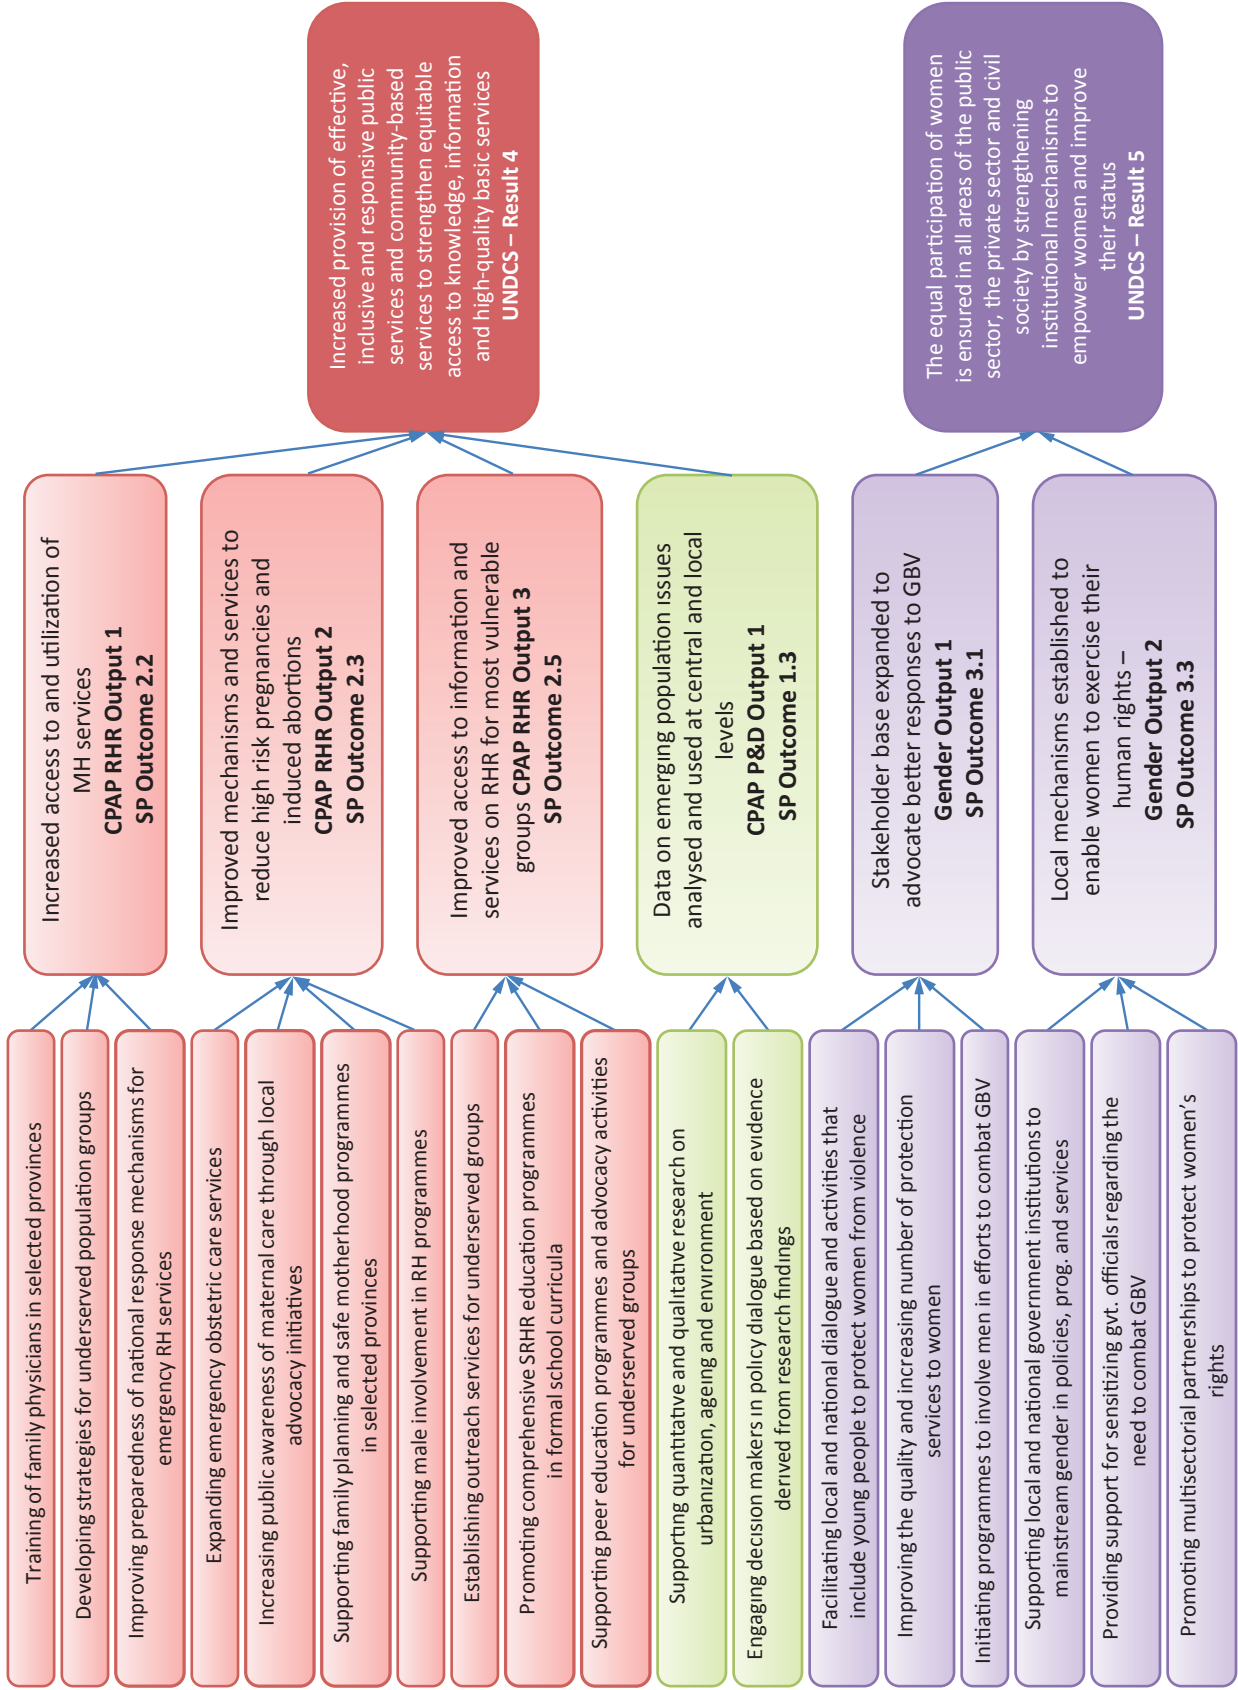 Training of family physicians in selected provinces
Developing strategies for underserved population groups
Improving preparedness of national response mechanisms for
emergency RH services
Expanding emergency obstetric care services
Increasing public awareness of maternal care through local
advocacy initiatives
Supporting family planning and safe motherhood programmes
in selected provinces
Supporting male involvement in RH programmes
Establishing outreach services for underserved groups
Promoting comprehensive SRHR education programmes
in formal school curricula
Supporting peer education programmes and advocacy activities
for underserved groups
Supporting quantitative and qualitative research on
urbanization, ageing and environment
Engaging decision makers in policy dialogue based on evidence
derived from research findings
Facilitating local and national dialogue and activities that
include young people to protect women from violence
Improving the quality and increasing number of protection
services to women
Initiating programmes to involve men in efforts to combat GBV
Supporting local and national government institutions to
mainstream gender in policies, prog. and services
Providing support for sensitizing gvt. officials regarding the
need to combat GBV
Promoting multisectorial partnerships to protect women's
rights
Increased access to and utilization of
MH services
CPAP RHR Output 1
SP Outcome 2.2
Improved mechanisms and services to
reduce high risk pregnancies and
induced abortions
CPAP RHR Output 2
SP Outcome 2.3
Improved access to information and
services on RHR for most vulnerable
groups CPAP RHR Output 3
SP Outcome 2.5
Data on emerging population issues
analysed and used at central and local
levels
CPAP P&D Output 1
SP Outcome 1.3
Stakeholder base expanded to
advocate better responses to GBV
Gender Output 1
SP Outcome 3.1
Local mechanisms established to
enable women to exercise their
human rights –
Gender Output 2
SP Outcome 3.3
Increased provision of effective,
inclusive and responsive public
services and community-based
services to strengthen equitable
access to knowledge, information
and high-quality basic services
UNDCS – Result 4
The equal participation of women
is ensured in all areas of the public
sector, the private sector and civil
society by strengthening
institutional mechanisms to
empower women and improve
their status
UNDCS – Result 5